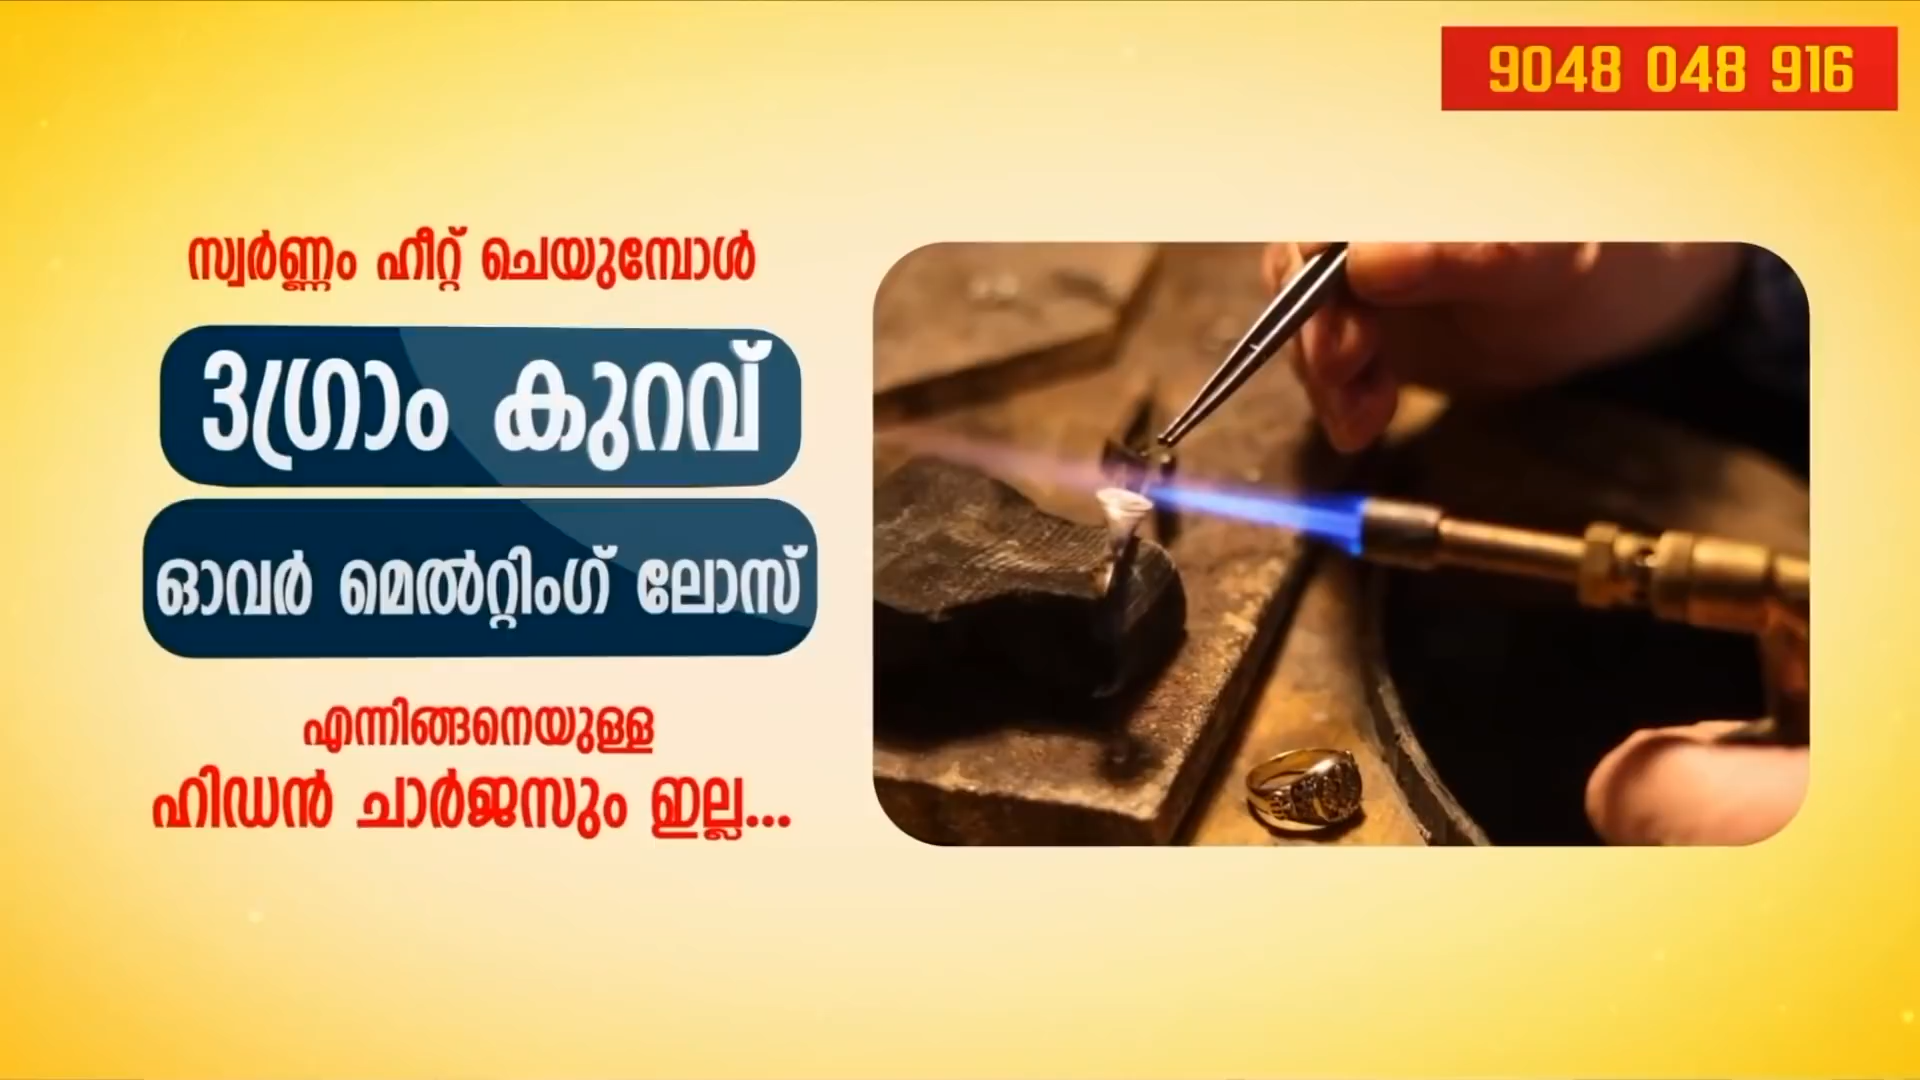 9048 048 916
സ്വർണ്ണം ഹീറ്റ് ചെയുമ്പോൾ
3ഗ്രാം കുറവ്
ഓവർ മെൽറ്റിംഗ് ലോസ്
എന്നിങ്ങനെയുള്ള
ഹിഡൻ ചാർജസും ഇല്ല...